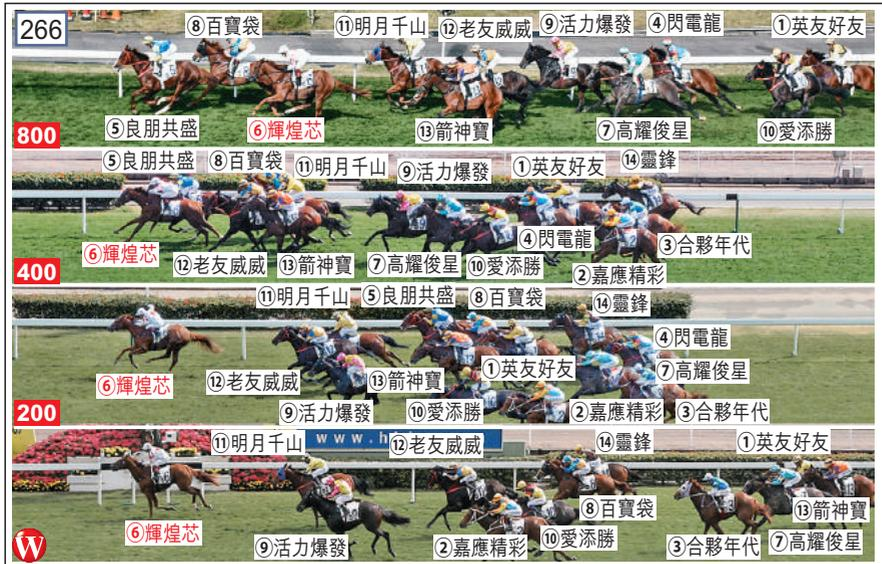 266
⑧百寶袋 ⑪明月千山 ⑫老友威威 ⑨活力爆發 ④閃電龍 ①英友好友
⑤良朋共盛 ⑥輝煌芯 ⑬箭神寶 ⑦高耀俊星 ⑩愛添勝
800
⑤良朋共盛 ⑧百寶袋 ⑪明月千山 ⑨活力爆發 ①英友好友 ⑭靈鋒
⑥輝煌芯 ⑫老友威威 ⑬箭神寶 ⑦高耀俊星 ⑩愛添勝 ④閃電龍 ②嘉應精彩 ③合夥年代
400
⑪明月千山 ⑤良朋共盛 ⑧百寶袋 ⑭靈鋒
④閃電龍
⑥輝煌芯 ⑫老友威威 ⑬箭神寶 ①英友好友 ⑦高耀俊星
⑨活力爆發 ⑩愛添勝 ②嘉應精彩 ③合夥年代
200
⑪明月千山 www.h ⑫老友威威 ⑭靈鋒 ①英友好友
⑥輝煌芯 ⑧百寶袋 ⑬箭神寶
⑨活力爆發 ②嘉應精彩 ⑩愛添勝 ③合夥年代 ⑦高耀俊星
W